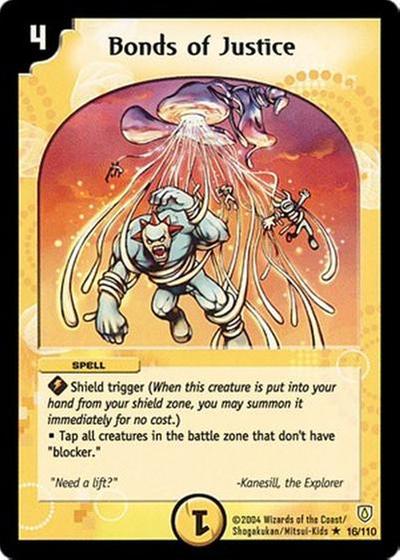 4
Bonds of Justice
SPELL
Shield trigger (When this creature is put into your
hand from your shield zone, you may summon it
immediately for no cost.)
▪ Tap all creatures in the battle zone that don't have
"blocker."
"Need a lift?" -Kanesill, the Explorer
1
©2004 Wizards of the Coast/
Shogakukan/Mitsui-Kids ★ 16/110